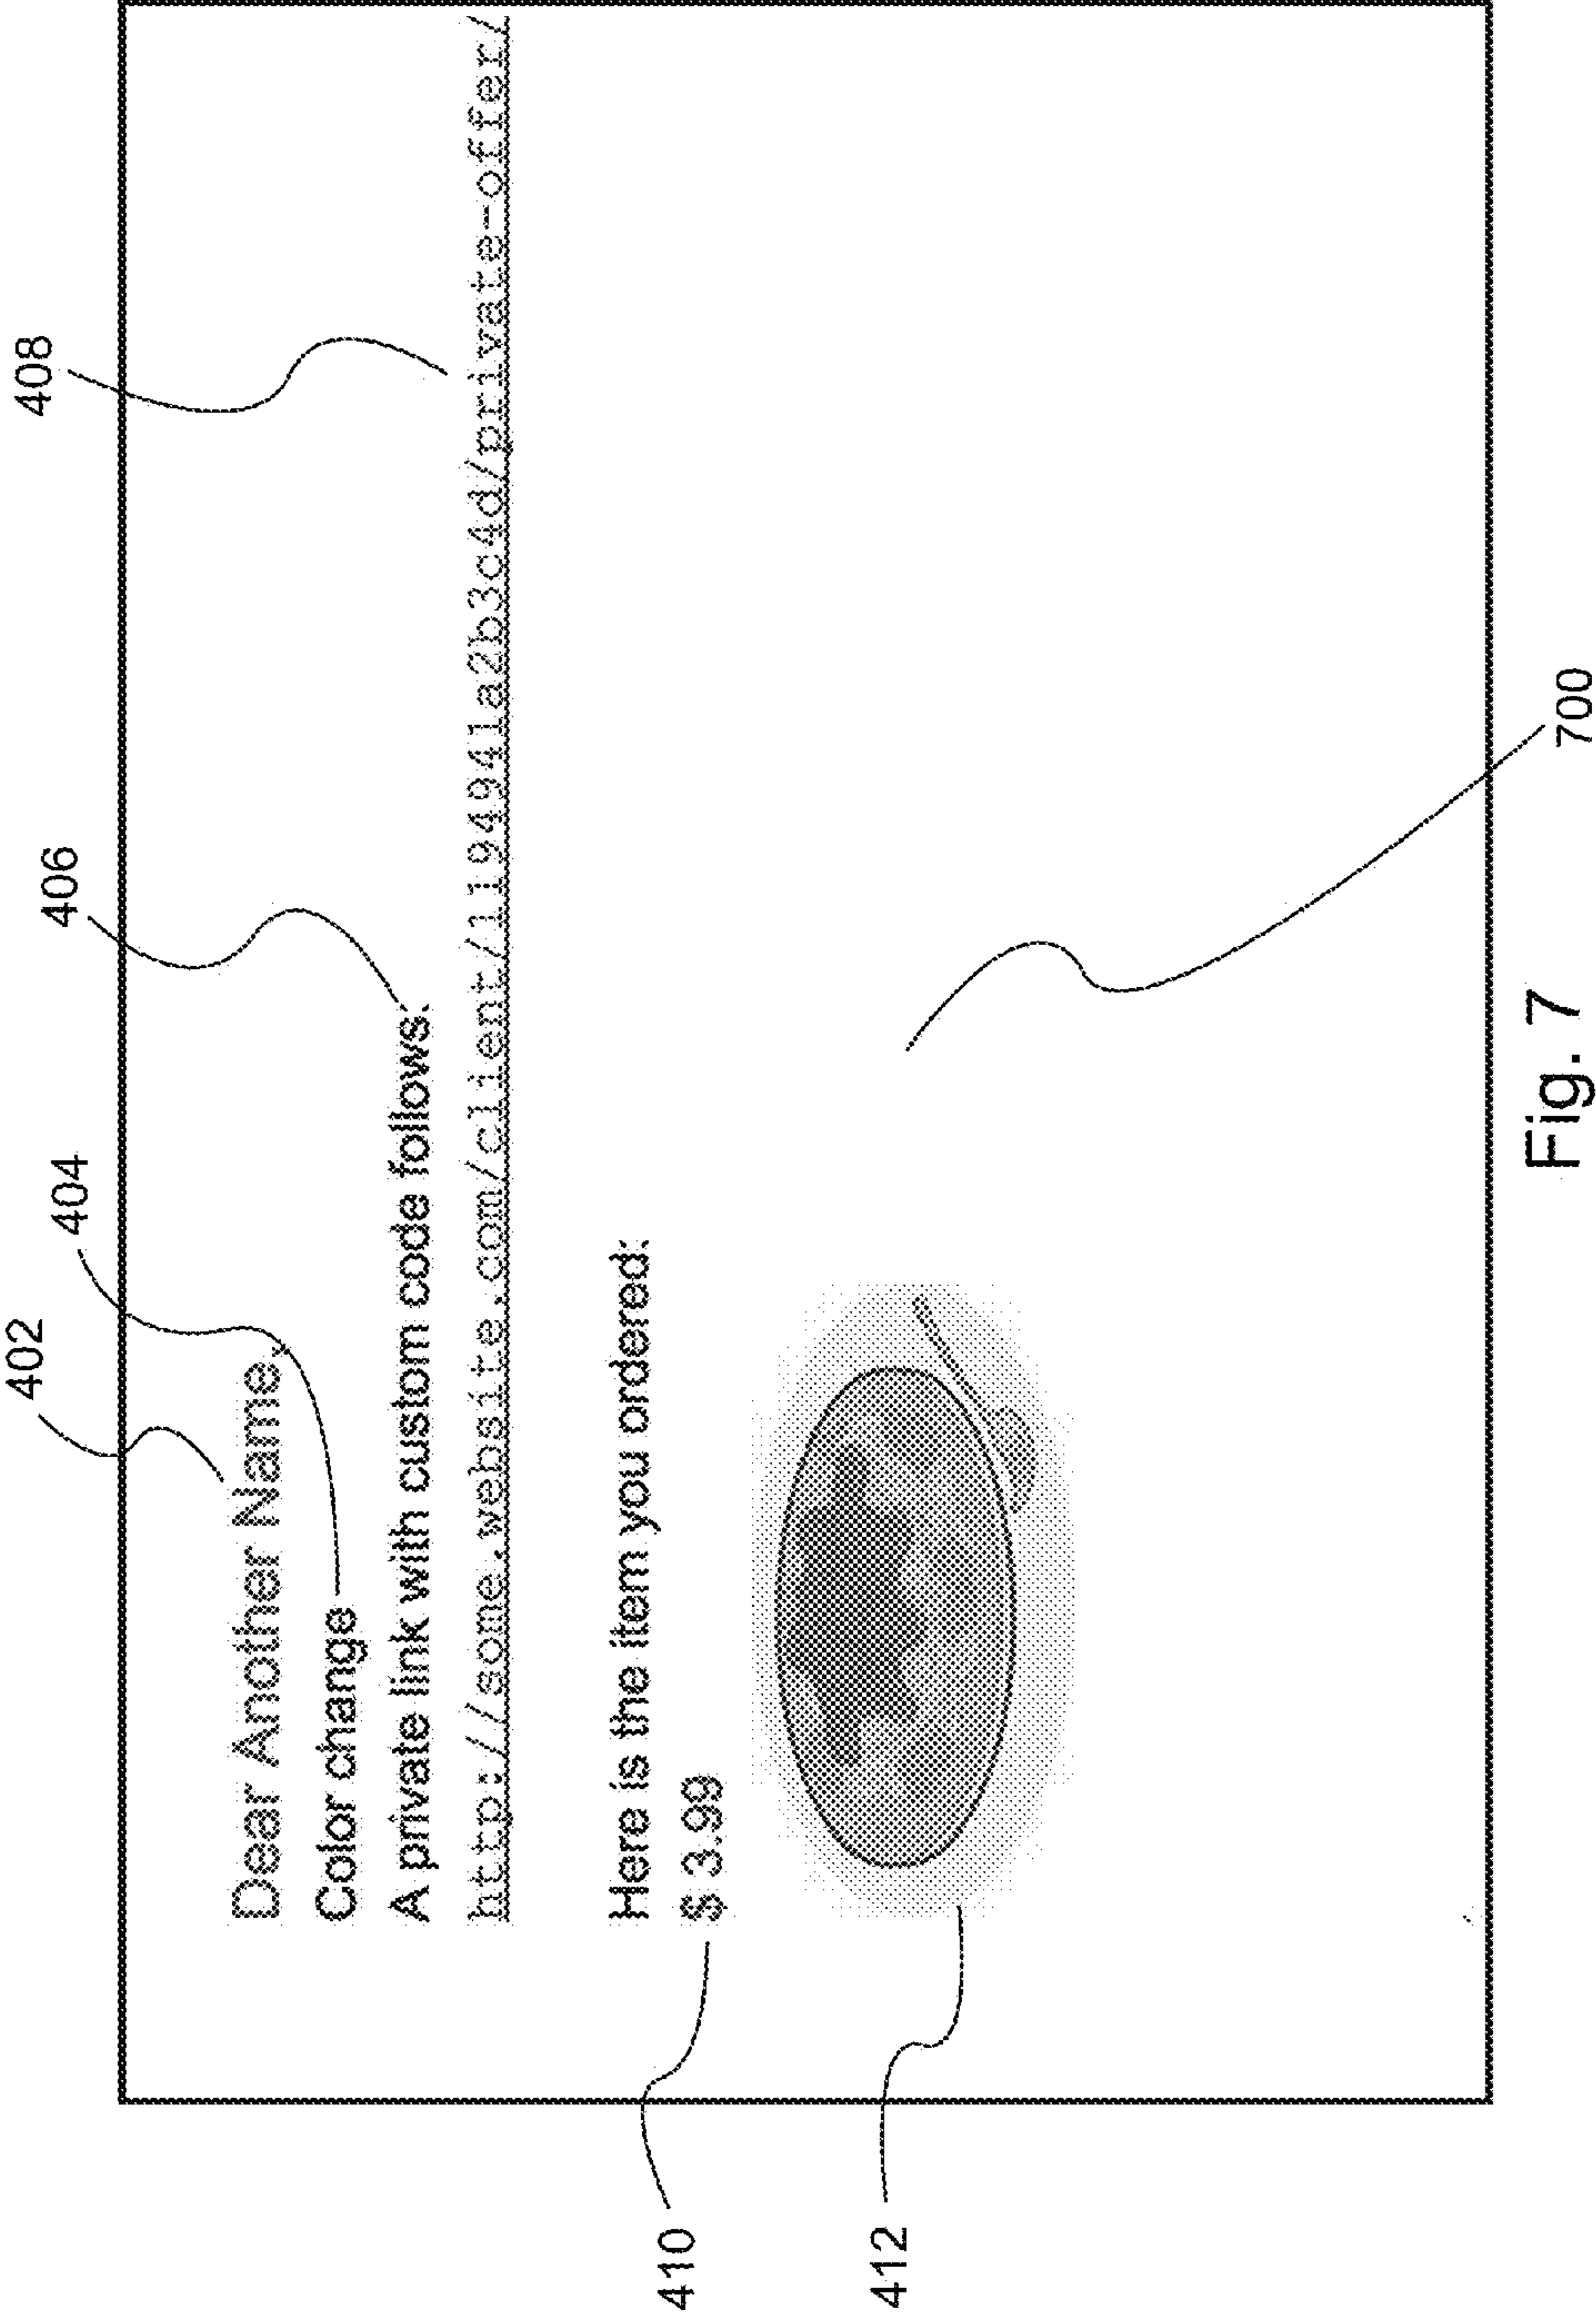 408
406
404
402
Dear Another Name,
Color change
A private link with custom code follows:
http://some.website.com/client/119491a2b3c4d/private-offer/
Here is the item you ordered:
410
$ 3.99
412
700
Fig. 7